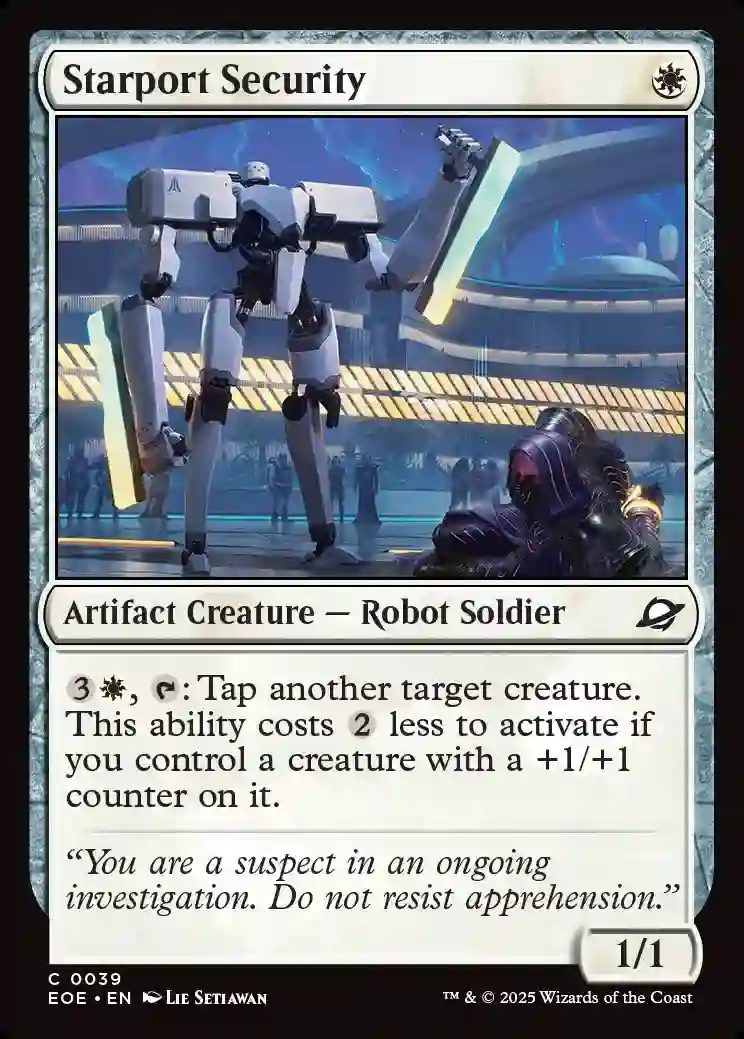 Starport Security
Artifact Creature — Robot Soldier
3, : Tap another target creature.
This ability costs 2 less to activate if
you control a creature with a +1/+1
counter on it.
“You are a suspect in an ongoing
investigation. Do not resist apprehension.”
1/1
C 0039
EOE • EN Lie Setiawan
™ & © 2025 Wizards of the Coast